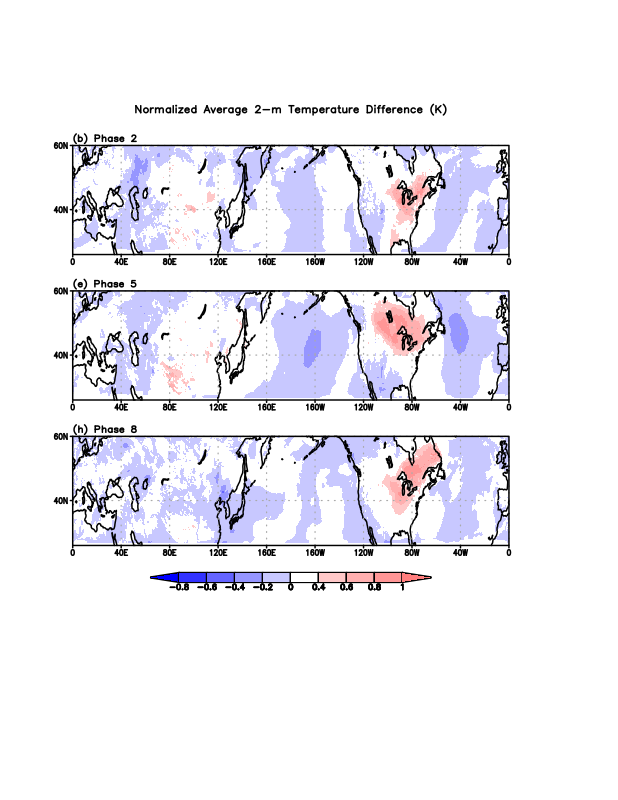 Normalized Average 2-m Temperature Difference (K)
(b) Phase 2
60N
40N
0 40E 80E 120E 160E 160W 120W 80W 40W 0
(e) Phase 5
60N
40N
0 40E 80E 120E 160E 160W 120W 80W 40W 0
(h) Phase 8
60N
40N
0 40E 80E 120E 160E 160W 120W 80W 40W 0
-0.8 -0.6 -0.4 -0.2 0 0.4 0.6 0.8 1